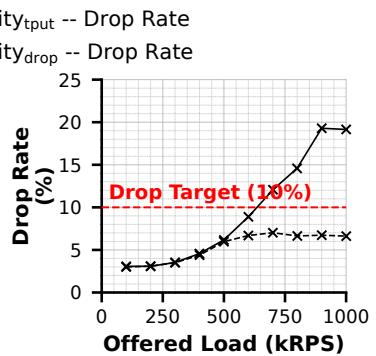 ity_tput -- Drop Rate
ity_drop -- Drop Rate
25
20
15
10
5
0
Drop Rate
(%)
Drop Target (10%)
0 250 500 750 1000
Offered Load (kRPS)